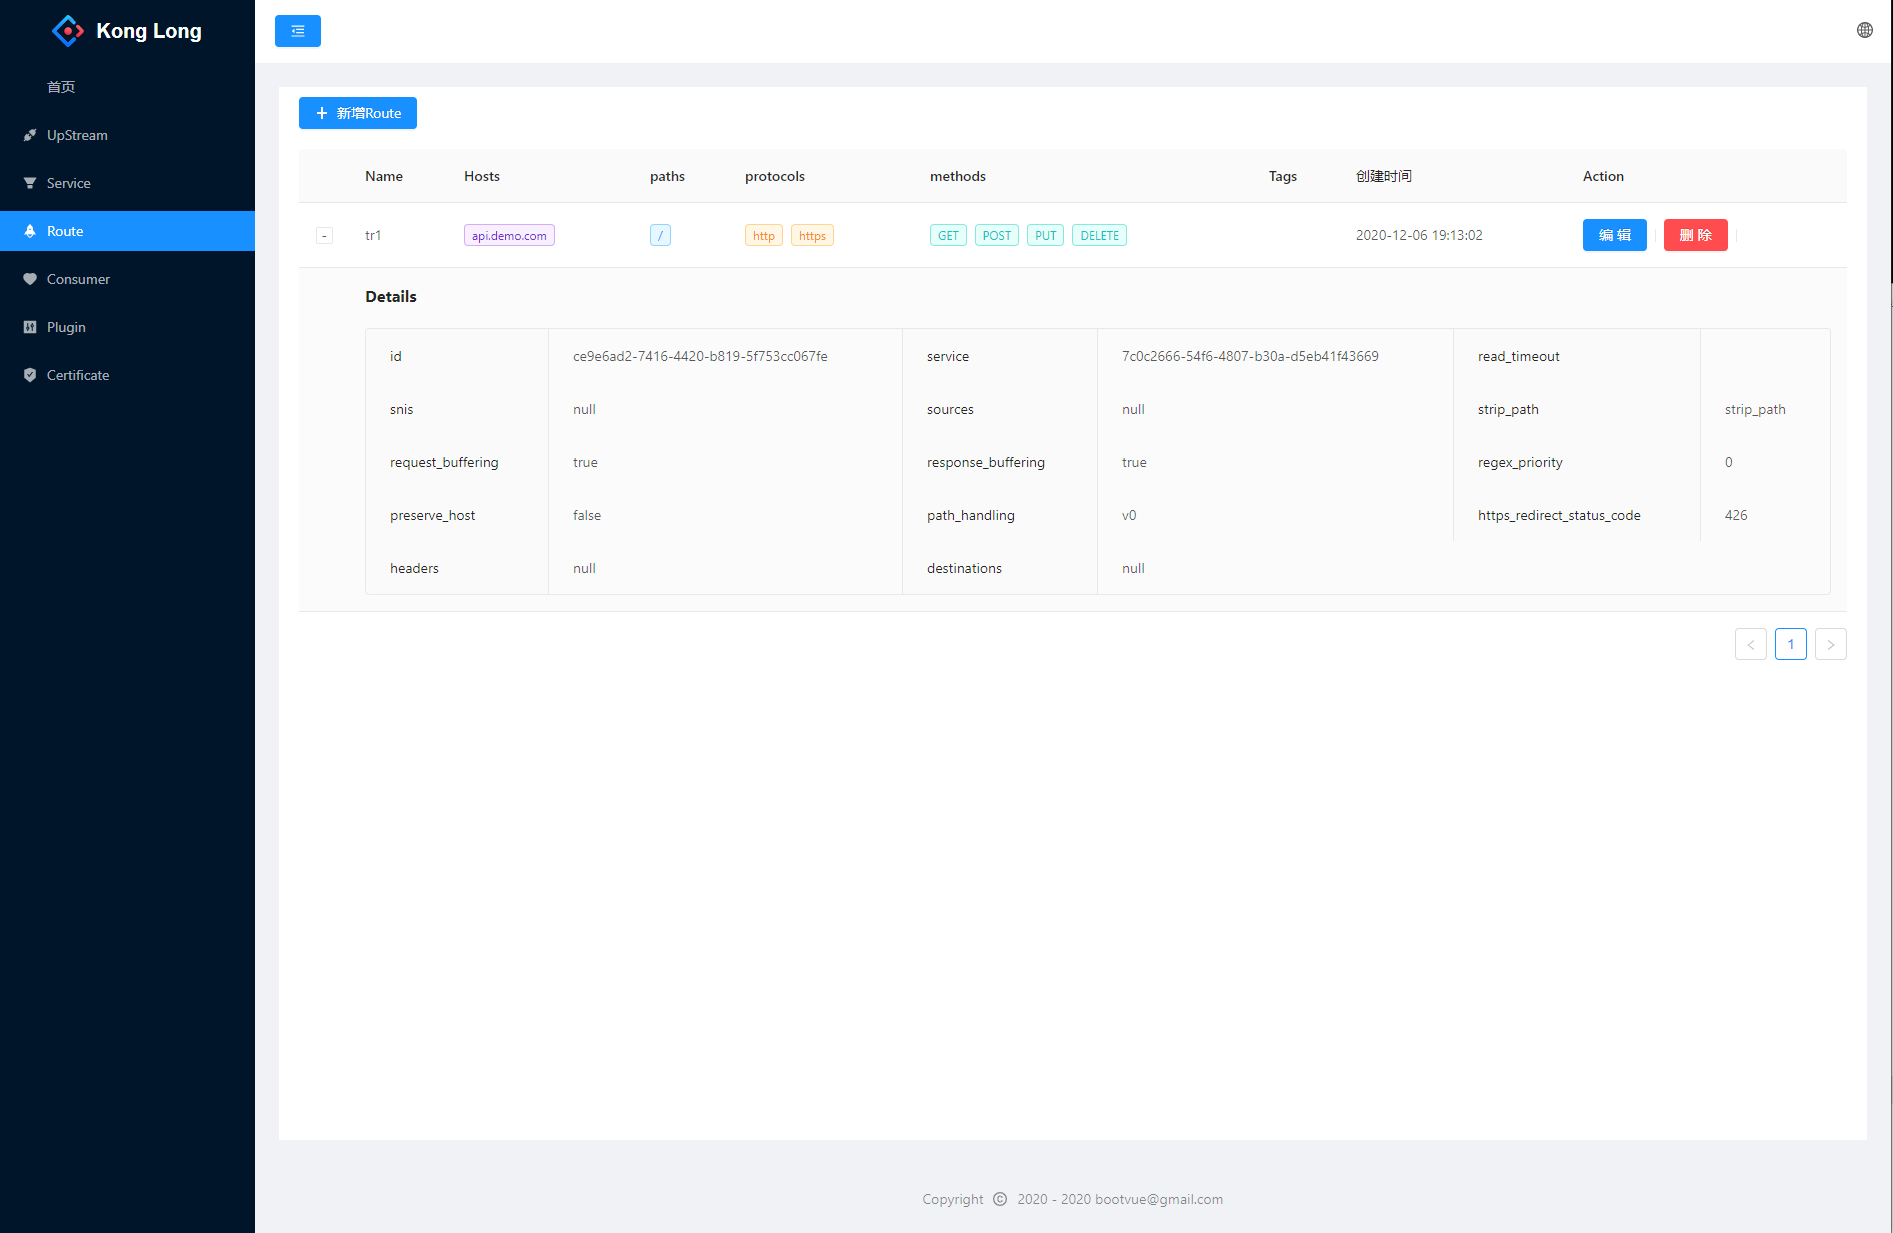 Kong Long
首页
UpStream
Service
Route
Consumer
Plugin
Certificate
新增Route
Name Hosts paths protocols methods Tags 创建时间 Action
- tr1 api.demo.com / http https GET POST PUT DELETE 2020-12-06 19:13:02 编 辑 删 除
Details
id ce9e6ad2-7416-4420-b819-5f753cc067fe service 7c0c2666-54f6-4807-b30a-d5eb41f43669 read_timeout
snis null sources null strip_path strip_path
request_buffering true response_buffering true regex_priority 0
preserve_host false path_handling v0 https_redirect_status_code 426
headers null destinations null
< 1 >
Copyright © 2020 - 2020 bootvue@gmail.com